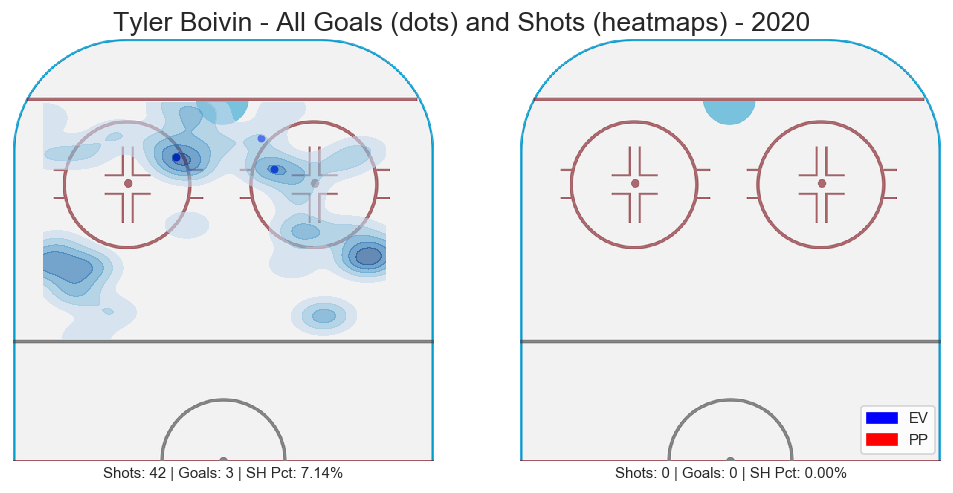 Tyler Boivin - All Goals (dots) and Shots (heatmaps) - 2020
EV
PP
Shots: 42 | Goals: 3 | SH Pct: 7.14%
Shots: 0 | Goals: 0 | SH Pct: 0.00%